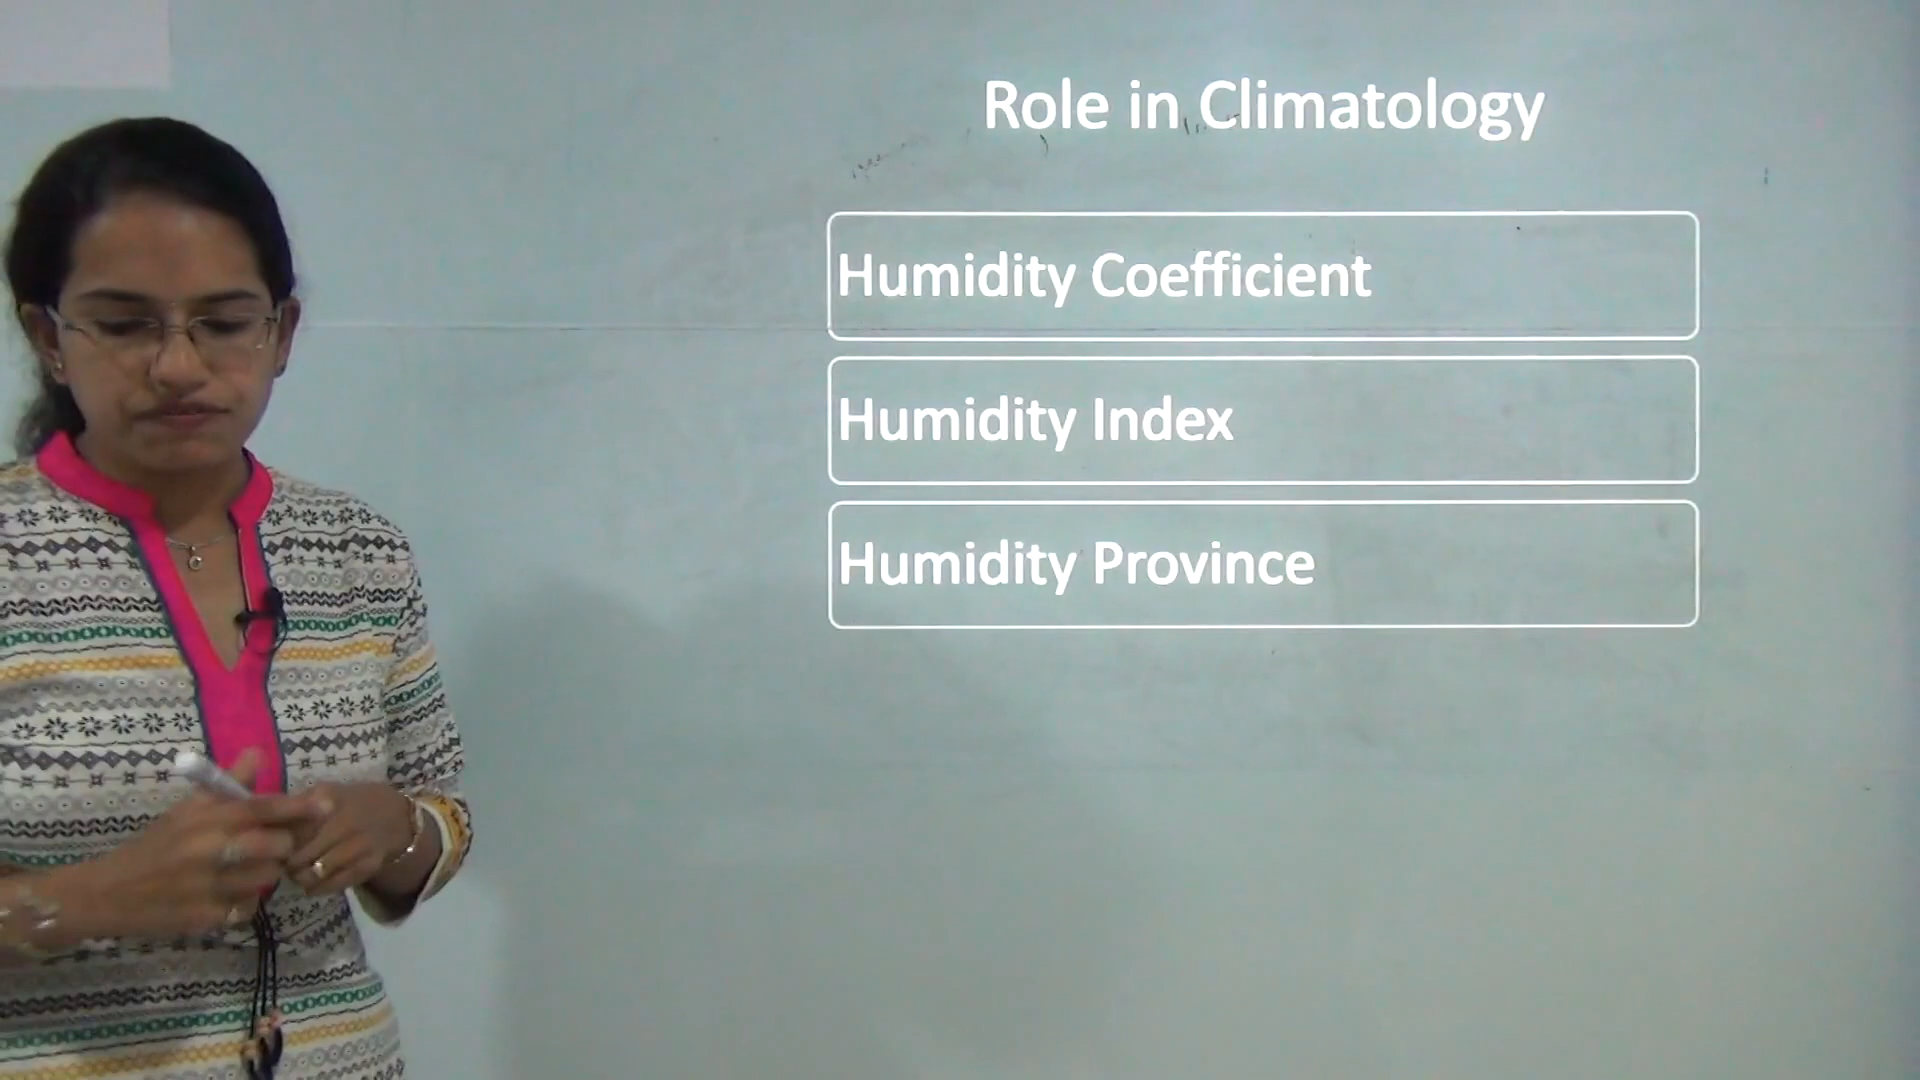 Role in Climatology
Humidity Coefficient
Humidity Index
Humidity Province